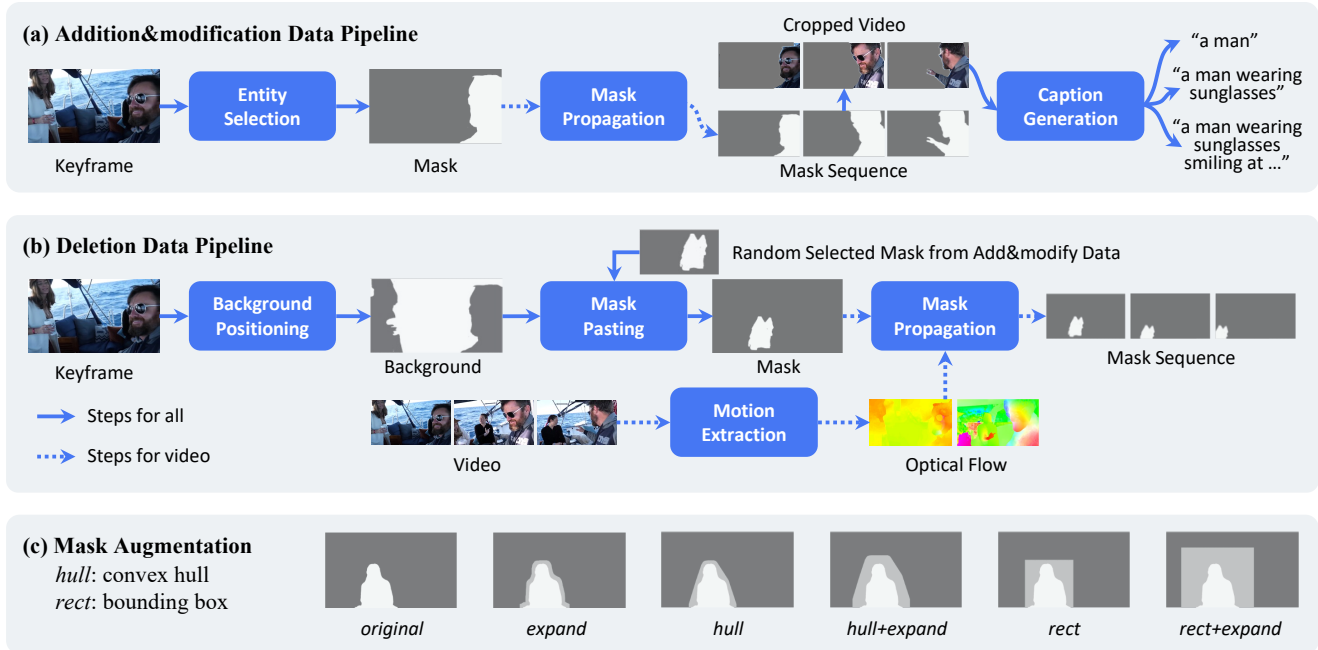 (a) Addition&modification Data Pipeline
Keyframe
Entity
Selection
Mask
Mask
Propagation
Cropped Video
Mask Sequence
Caption
Generation
“a man”
“a man wearing
sunglasses”
“a man wearing
sunglasses
smiling at ...”
(b) Deletion Data Pipeline
Random Selected Mask from Add&modify Data
Keyframe
Background
Positioning
Background
Mask
Pasting
Mask
Mask
Propagation
Mask Sequence
Steps for all
Steps for video
Video
Motion
Extraction
Optical Flow
(c) Mask Augmentation
hull: convex hull
rect: bounding box
original
expand
hull
hull+expand
rect
rect+expand